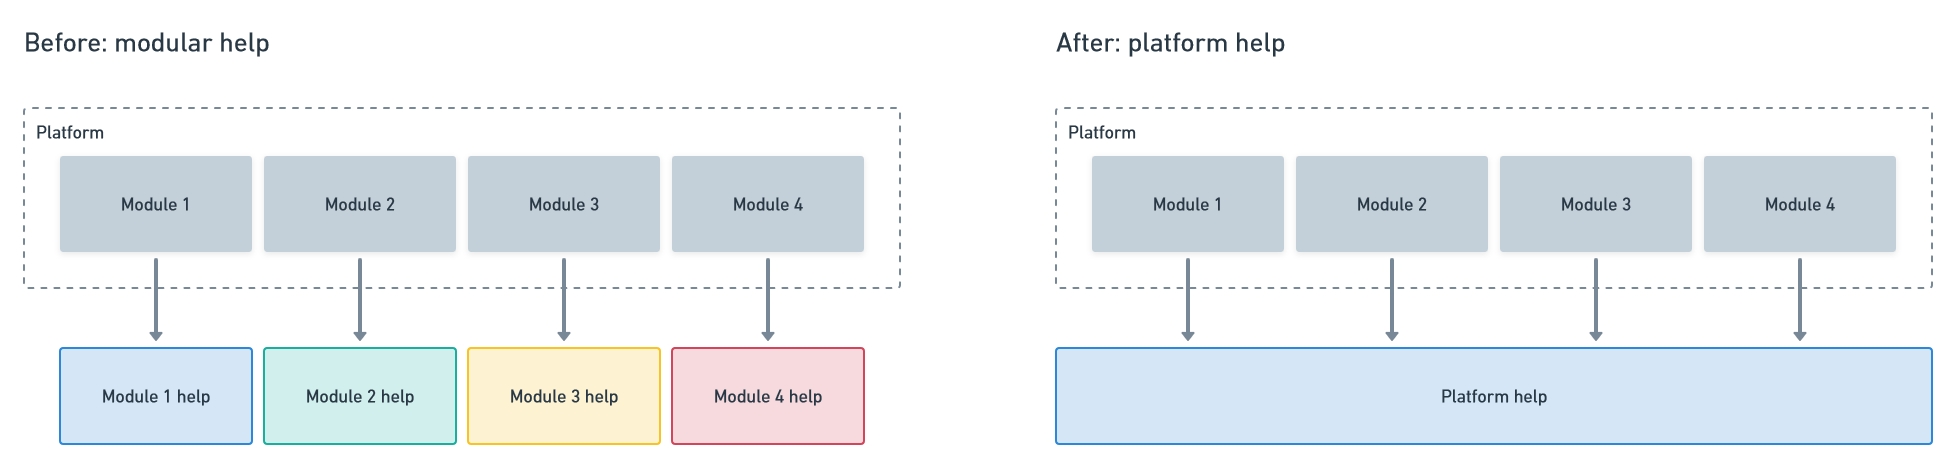 Before: modular help
Platform
Module 1
Module 2
Module 3
Module 4
Module 1 help
Module 2 help
Module 3 help
Module 4 help
After: platform help
Platform
Module 1
Module 2
Module 3
Module 4
Platform help